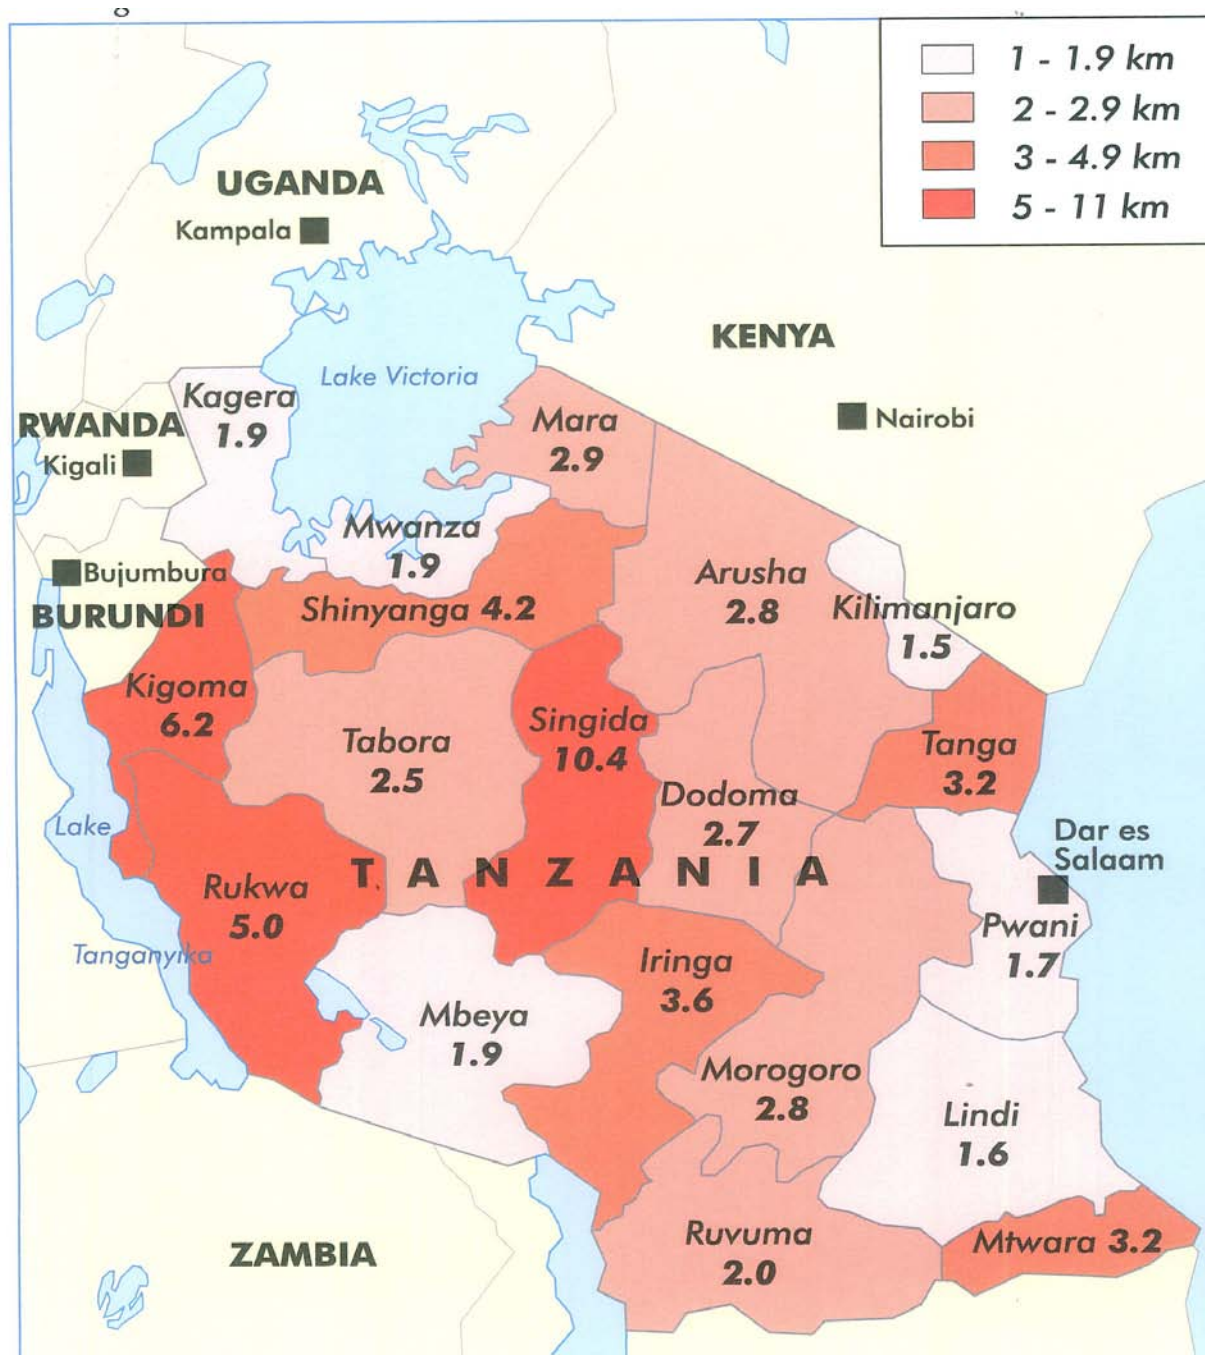 1 - 1.9 km
2 - 2.9 km
3 - 4.9 km
5 - 11 km
UGANDA
Kampala
KENYA
Lake Victoria
Nairobi
RWANDA
Kigali
Kagera
1.9
Mara
2.9
Mwanza
1.9
Bujumbura
BURUNDI
Shinyanga 4.2
Arusha
2.8
Kilimanjaro
1.5
Kigoma
6.2
Tabora
2.5
Singida
10.4
Dodoma
2.7
Tanga
3.2
Lake
Tanganyika
Rukwa
5.0
TANZANIA
Dar es
Salaam
Pwani
1.7
Iringa
3.6
Mbeya
1.9
Morogoro
2.8
Lindi
1.6
ZAMBIA
Ruvuma
2.0
Mtwara 3.2